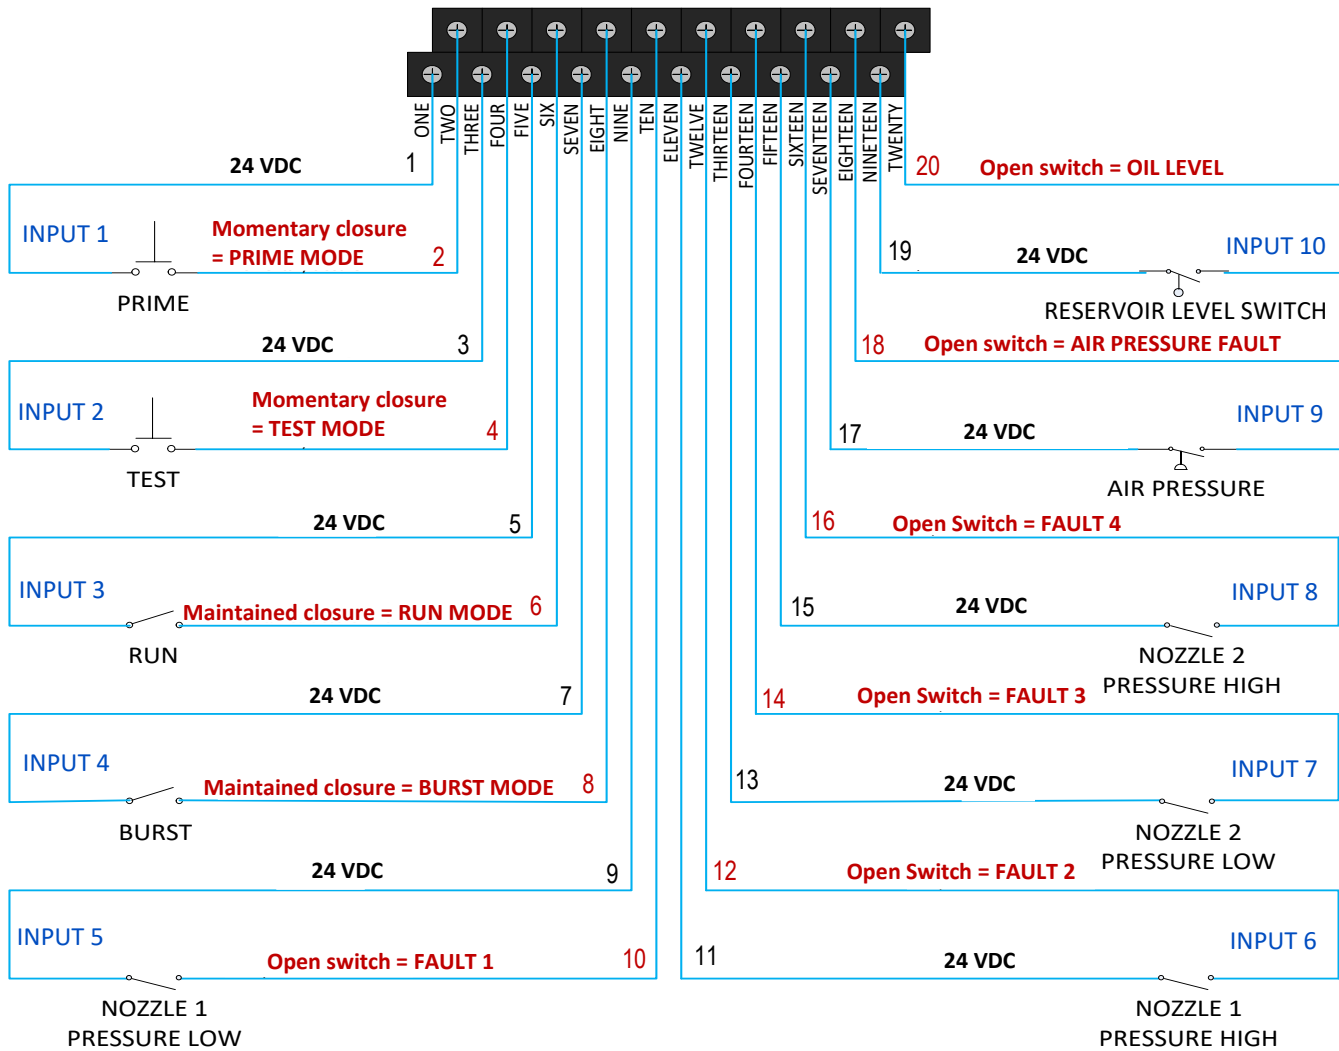 ONE
TWO
THREE
FOUR
FIVE
SIX
SEVEN
EIGHT
NINE
TEN
ELEVEN
TWELVE
THIRTEEN
FOURTEEN
FIFTEEN
SIXTEEN
SEVENTEEN
EIGHTEEN
NINETEEN
TWENTY
24 VDC
1
INPUT 1
Momentary closure
= PRIME MODE
2
PRIME
24 VDC
3
INPUT 2
Momentary closure
= TEST MODE
4
TEST
24 VDC
5
INPUT 3
Maintained closure = RUN MODE
6
RUN
24 VDC
7
INPUT 4
Maintained closure = BURST MODE
8
BURST
24 VDC
9
INPUT 5
Open switch = FAULT 1
10
NOZZLE 1
PRESSURE LOW
20
Open switch = OIL LEVEL
19
24 VDC
INPUT 10
RESERVOIR LEVEL SWITCH
18
Open switch = AIR PRESSURE FAULT
17
24 VDC
INPUT 9
AIR PRESSURE
16
Open Switch = FAULT 4
15
24 VDC
INPUT 8
NOZZLE 2
PRESSURE HIGH
14
Open Switch = FAULT 3
13
24 VDC
INPUT 7
NOZZLE 2
PRESSURE LOW
12
Open Switch = FAULT 2
11
24 VDC
INPUT 6
NOZZLE 1
PRESSURE HIGH